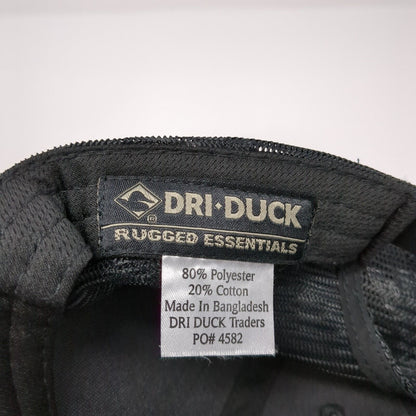 DRI·DUCK
RUGGED ESSENTIALS
80% Polyester
20% Cotton
Made In Bangladesh
DRI DUCK Traders
PO# 4582